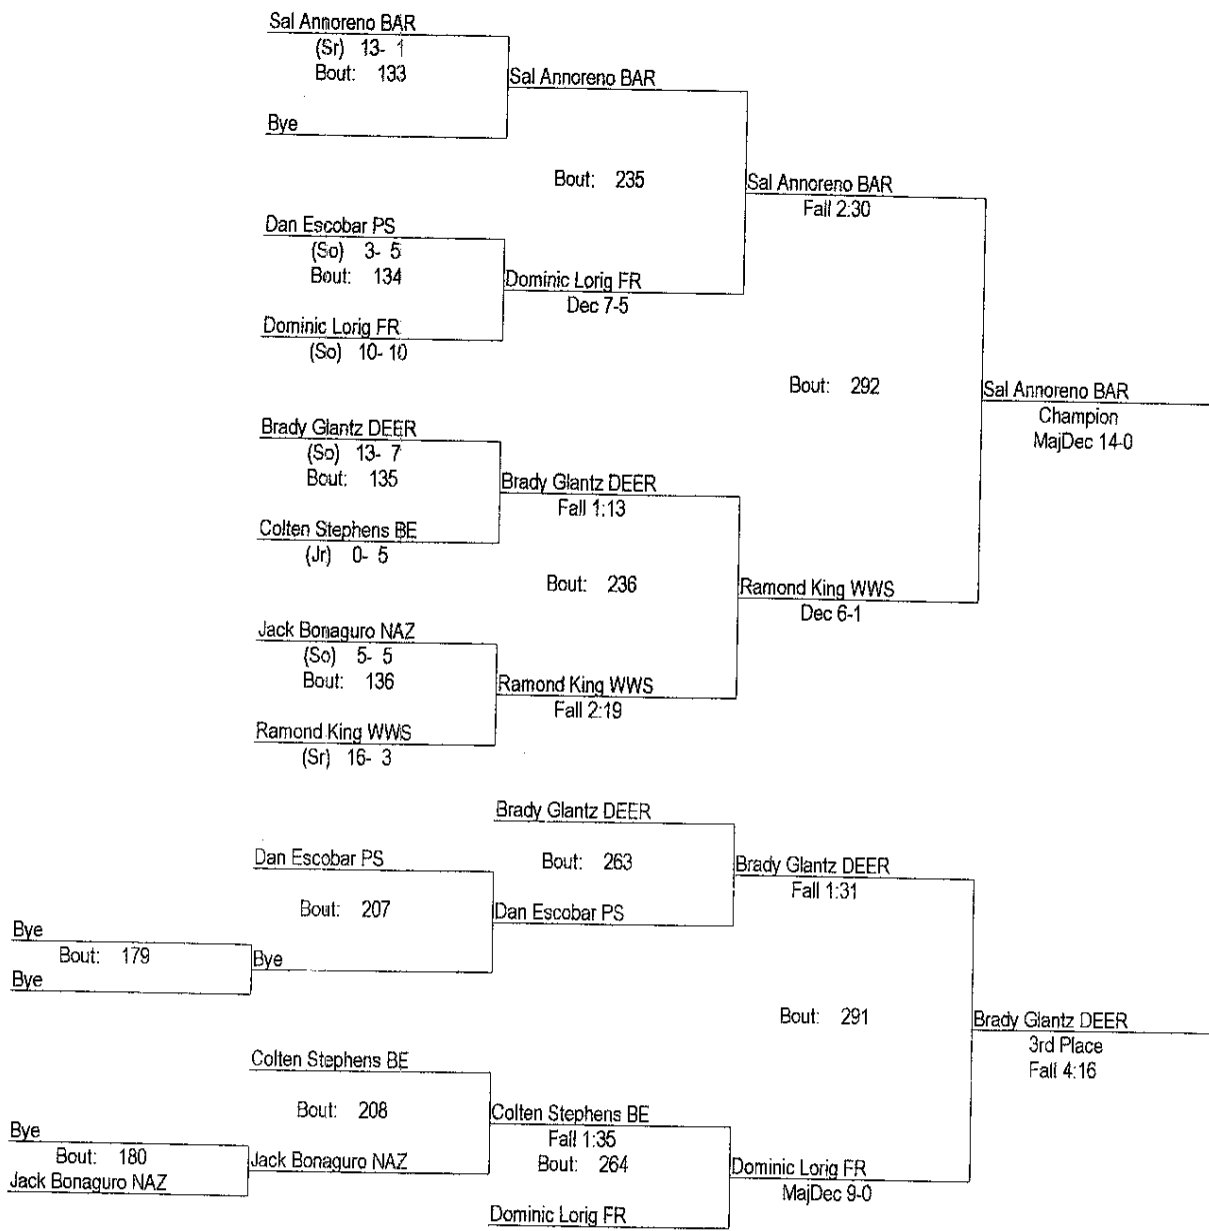 Sal Annoreno BAR
(Sr) 13- 1
Bout: 133
Sal Annoreno BAR
Bye
Bout: 235
Sal Annoreno BAR
Fall 2:30
Dan Escobar PS
(So) 3- 5
Bout: 134
Dominic Lorig FR
Dec 7-5
Dominic Lorig FR
(So) 10- 10
Bout: 292
Sal Annoreno BAR
Champion
MajDec 14-0
Brady Glantz DEER
(So) 13- 7
Bout: 135
Brady Glantz DEER
Fall 1:13
Colten Stephens BE
(Jr) 0- 5
Bout: 236
Ramond King WWS
Dec 6-1
Jack Bonaguro NAZ
(So) 5- 5
Bout: 136
Ramond King WWS
Fall 2:19
Ramond King WWS
(Sr) 16- 3
Brady Glantz DEER
Dan Escobar PS
Bout: 263
Brady Glantz DEER
Fall 1:31
Bout: 207
Dan Escobar PS
Bye
Bout: 179
Bye
Bye
Bout: 291
Brady Glantz DEER
3rd Place
Fall 4:16
Colten Stephens BE
Bout: 208
Colten Stephens BE
Fall 1:35
Bye
Bout: 180
Jack Bonaguro NAZ
Bout: 264
Dominic Lorig FR
MajDec 9-0
Jack Bonaguro NAZ
Dominic Lorig FR